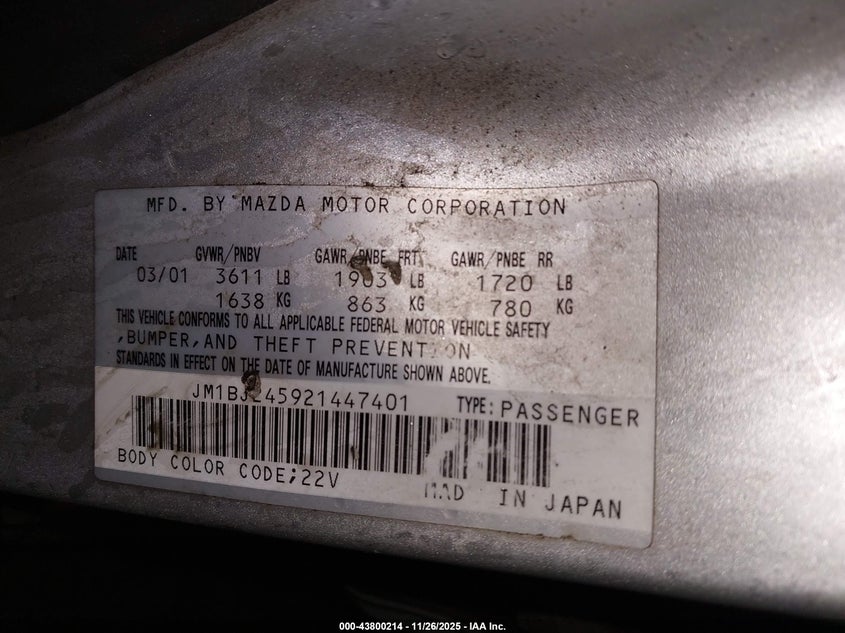 MFD. BY MAZDA MOTOR CORPORATION
DATE GVWR/PNBV GAWR/PNBE FRT GAWR/PNBE RR
03/01 3611 LB 1903 LB 1720 LB
1638 KG 863 KG 780 KG
THIS VEHICLE CONFORMS TO ALL APPLICABLE FEDERAL MOTOR VEHICLE SAFETY
,BUMPER,AND THEFT PREVENTION
STANDARDS IN EFFECT ON THE DATE OF MANUFACTURE SHOWN ABOVE.
TYPE:PASSENGER
BODY COLOR CODE;22V
IN JAPAN
000-43800214 - 11/26/2025 - IAA Inc.